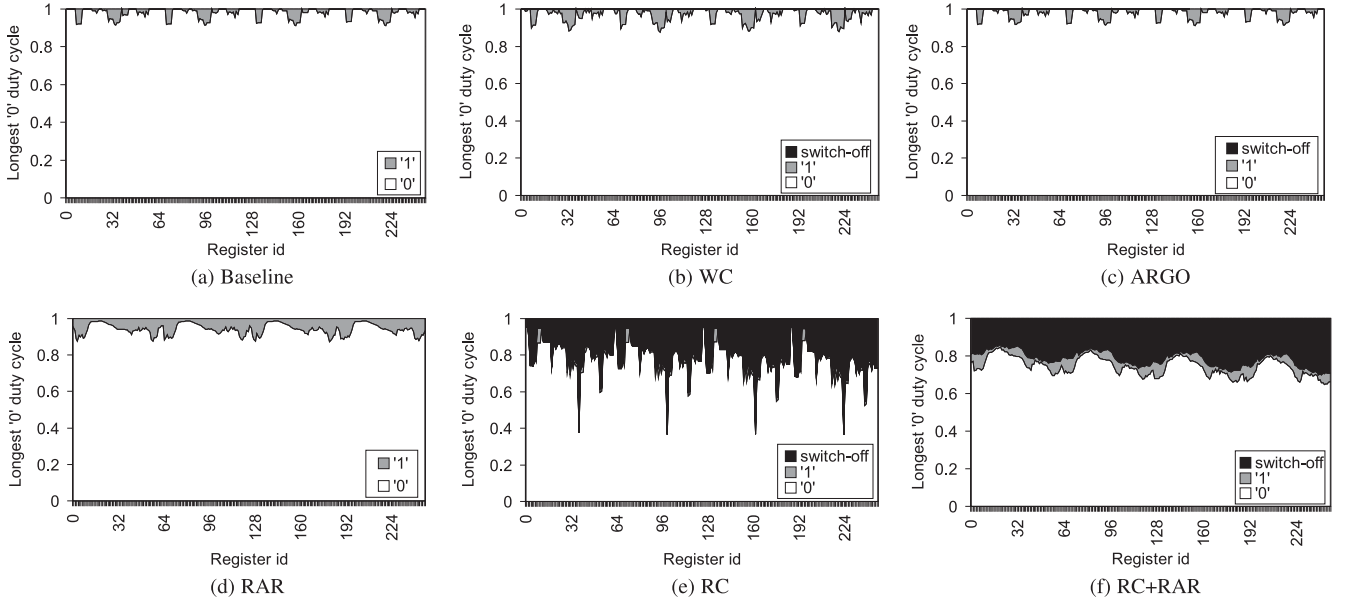 Longest '0' duty cycle
1
0.8
0.6
0.4
0.2
0
'1'
'0'
0 32 64 96 128 160 192 224
Register id
(a) Baseline
Longest '0' duty cycle
1
0.8
0.6
0.4
0.2
0
switch-off
'1'
'0'
0 32 64 96 128 160 192 224
Register id
(b) WC
Longest '0' duty cycle
1
0.8
0.6
0.4
0.2
0
switch-off
'1'
'0'
0 32 64 96 128 160 192 224
Register id
(c) ARGO
Longest '0' duty cycle
1
0.8
0.6
0.4
0.2
0
'1'
'0'
0 32 64 96 128 160 192 224
Register id
(d) RAR
Longest '0' duty cycle
1
0.8
0.6
0.4
0.2
0
switch-off
'1'
'0'
0 32 64 96 128 160 192 224
Register id
(e) RC
Longest '0' duty cycle
1
0.8
0.6
0.4
0.2
0
switch-off
'1'
'0'
0 32 64 96 128 160 192 224
Register id
(f) RC+RAR